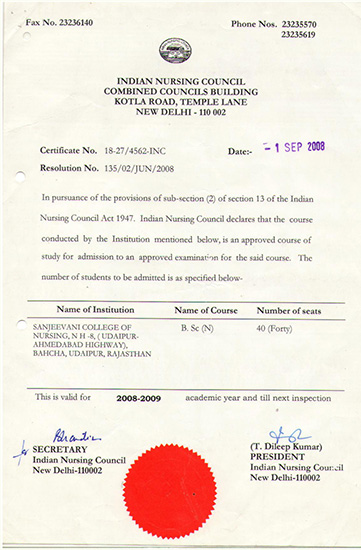 Fax No. 23236140
Phone Nos. 23235570
23235619
INDIAN NURSING COUNCIL
COMBINED COUNCILS BUILDING
KOTLA ROAD, TEMPLE LANE
NEW DELHI - 110 002
Certificate No. 18-27/4562-INC
Date:- - 1 SEP 2008
Resolution No. 135/02/JUN/2008
In pursuance of the provisions of sub-section (2) of section 13 of the Indian
Nursing Council Act 1947. Indian Nursing Council declares that the course
conducted by the Institution mentioned below, is an approved course of
study for admission to an approved examination for the said course. The
number of students to be admitted is as specified below-
Name of Institution Name of Course Number of seats
SANJEEVANI COLLEGE OF B. Sc (N) 40 (Forty)
NURSING, N H -8, ( UDAIPUR-
AHMEDABAD HIGHWAY),
BAHCHA, UDAIPUR, RAJASTHAN
This is valid for 2008-2009 academic year and till next inspection
SECRETARY
Indian Nursing Council
New Delhi-110002
(T. Dileep Kumar)
PRESIDENT
Indian Nursing Council
New Delhi-110002